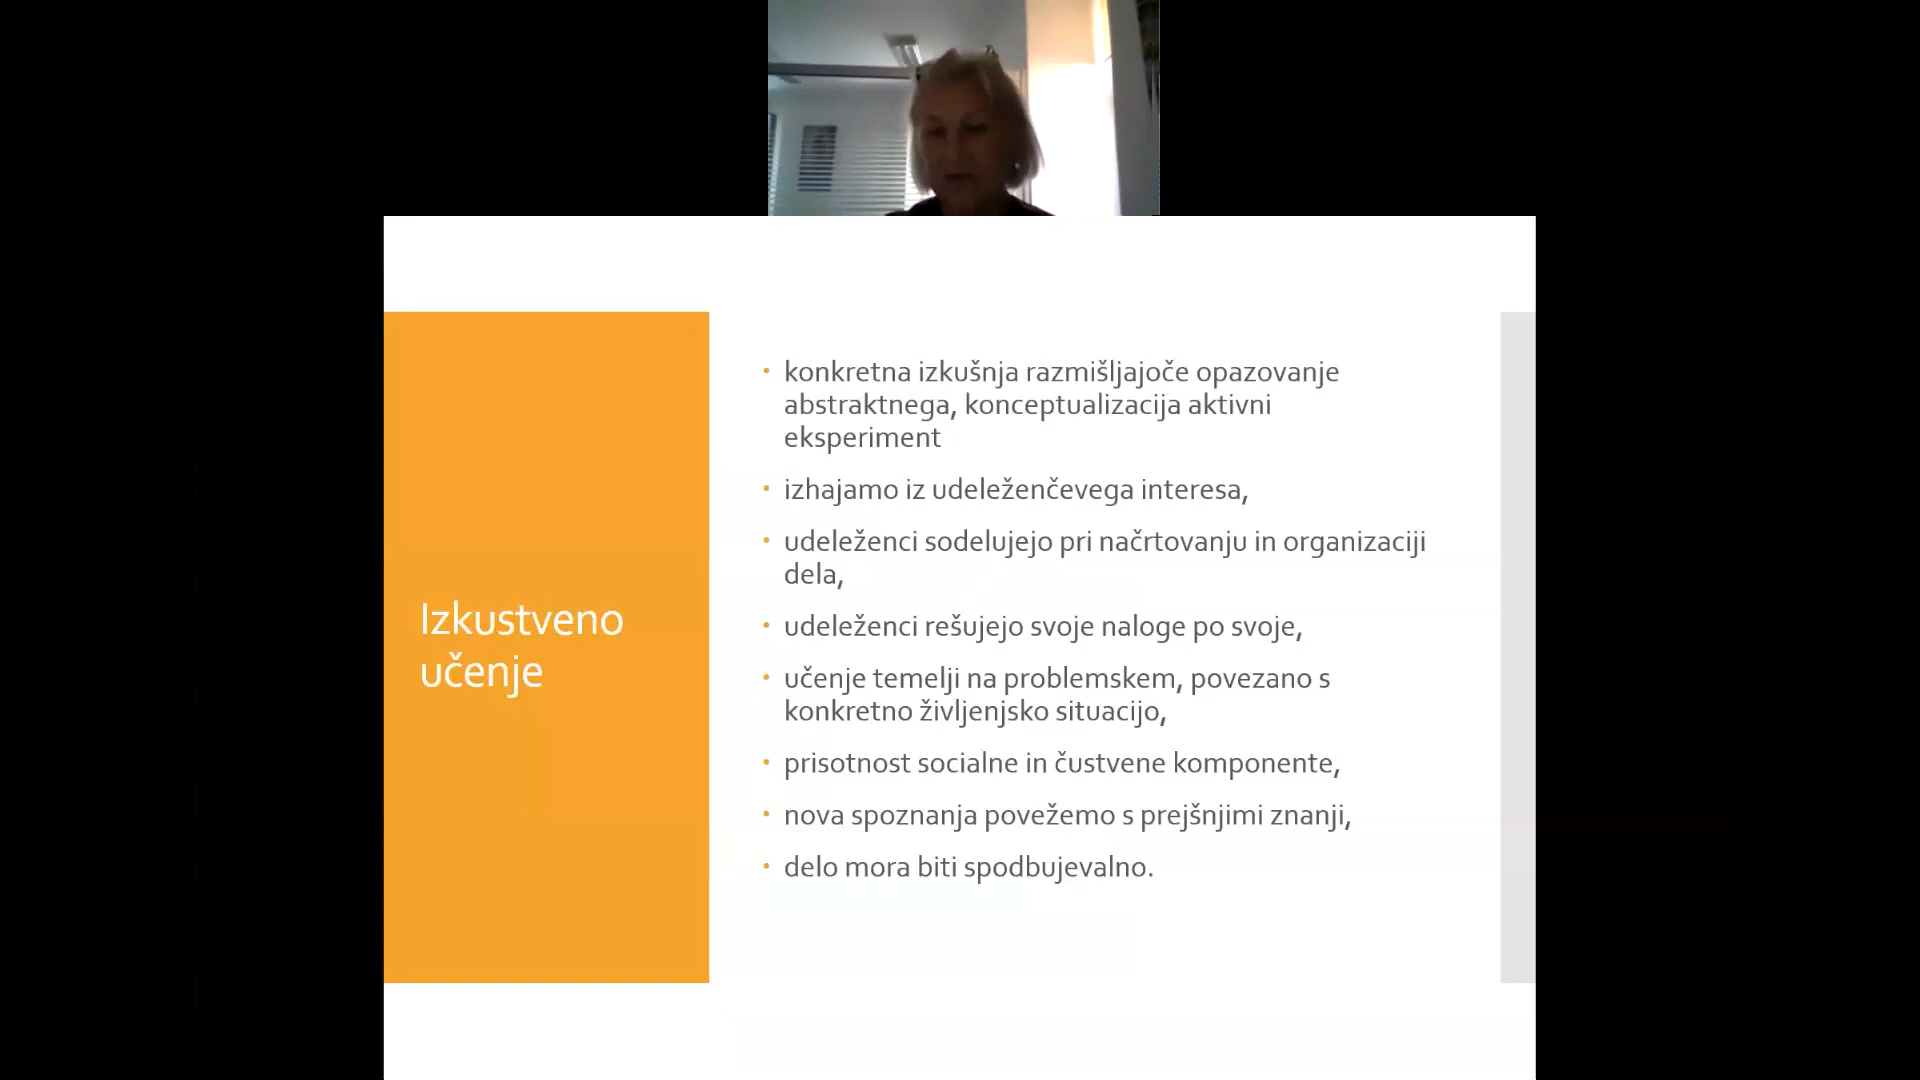 Izkustveno
učenje
konkretna izkušnja razmišljajoče opazovanje
abstraktnega, konceptualizacija aktivni
eksperiment
izhajamo iz udeleženčevega interesa,
udeleženci sodelujejo pri načrtovanju in organizaciji
dela,
udeleženci rešujejo svoje naloge po svoje,
učenje temelji na problemskem, povezano s
konkretno življenjsko situacijo,
prisotnost socialne in čustvene komponente,
nova spoznanja povežemo s prejšnjimi znanji,
delo mora biti spodbujevalno.